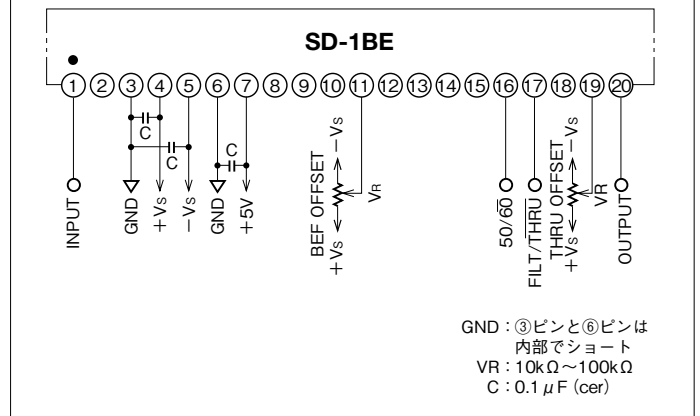 SD-1BE
① ② ③ ④ ⑤ ⑥ ⑦ ⑧ ⑨ ⑩ ⑪ ⑫ ⑬ ⑭ ⑮ ⑯ ⑰ ⑱ ⑲ ⑳
C
C
C
INPUT
GND
+VS
−VS
GND
+5V
−VS
BEF OFFSET
+VS
VR
50/6̅0̅
FILT/T̅H̅R̅U̅
−VS
THRU OFFSET
+VS
VR
OUTPUT
GND：③ピンと⑥ピンは
内部でショート
VR：10kΩ～100kΩ
C：0.1μF (cer)